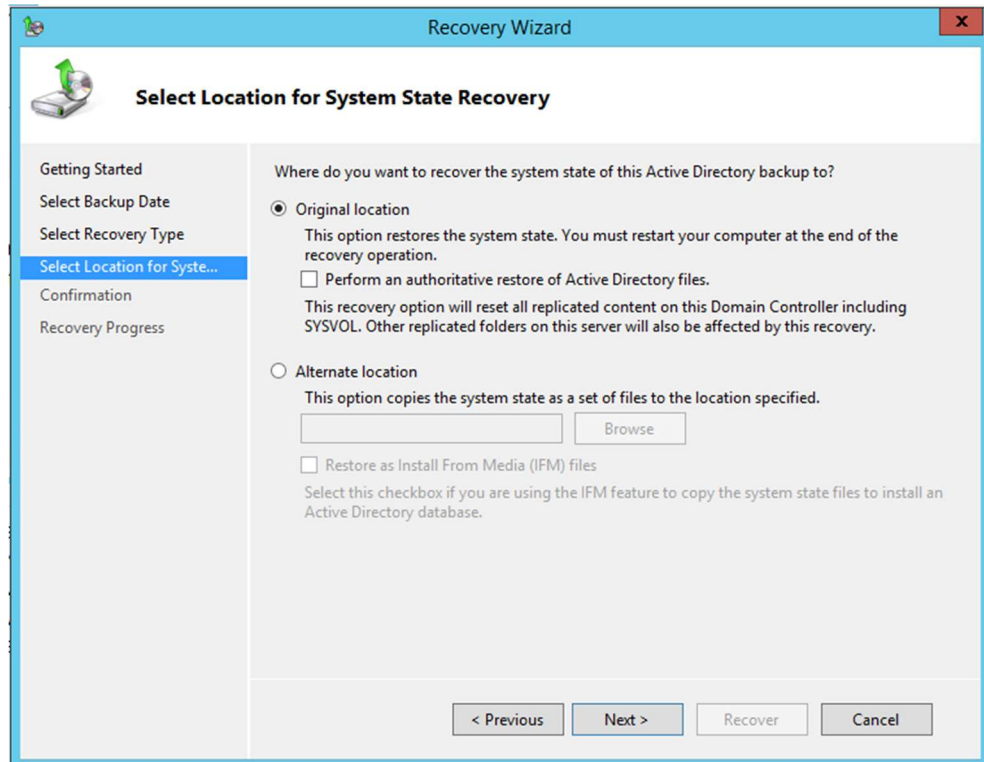 Recovery Wizard
x
Select Location for System State Recovery
Getting Started
Select Backup Date
Select Recovery Type
Select Location for Syste...
Confirmation
Recovery Progress
Where do you want to recover the system state of this Active Directory backup to?
Original location
This option restores the system state. You must restart your computer at the end of the
recovery operation.
Perform an authoritative restore of Active Directory files.
This recovery option will reset all replicated content on this Domain Controller including
SYSVOL. Other replicated folders on this server will also be affected by this recovery.
Alternate location
This option copies the system state as a set of files to the location specified.
Browse
Restore as Install From Media (IFM) files
Select this checkbox if you are using the IFM feature to copy the system state files to install an
Active Directory database.
< Previous
Next >
Recover
Cancel